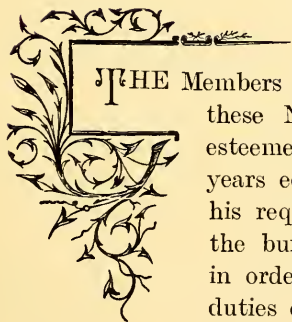 THE Members
these N
esteeme
years e
his req
the bu
in orde
duties